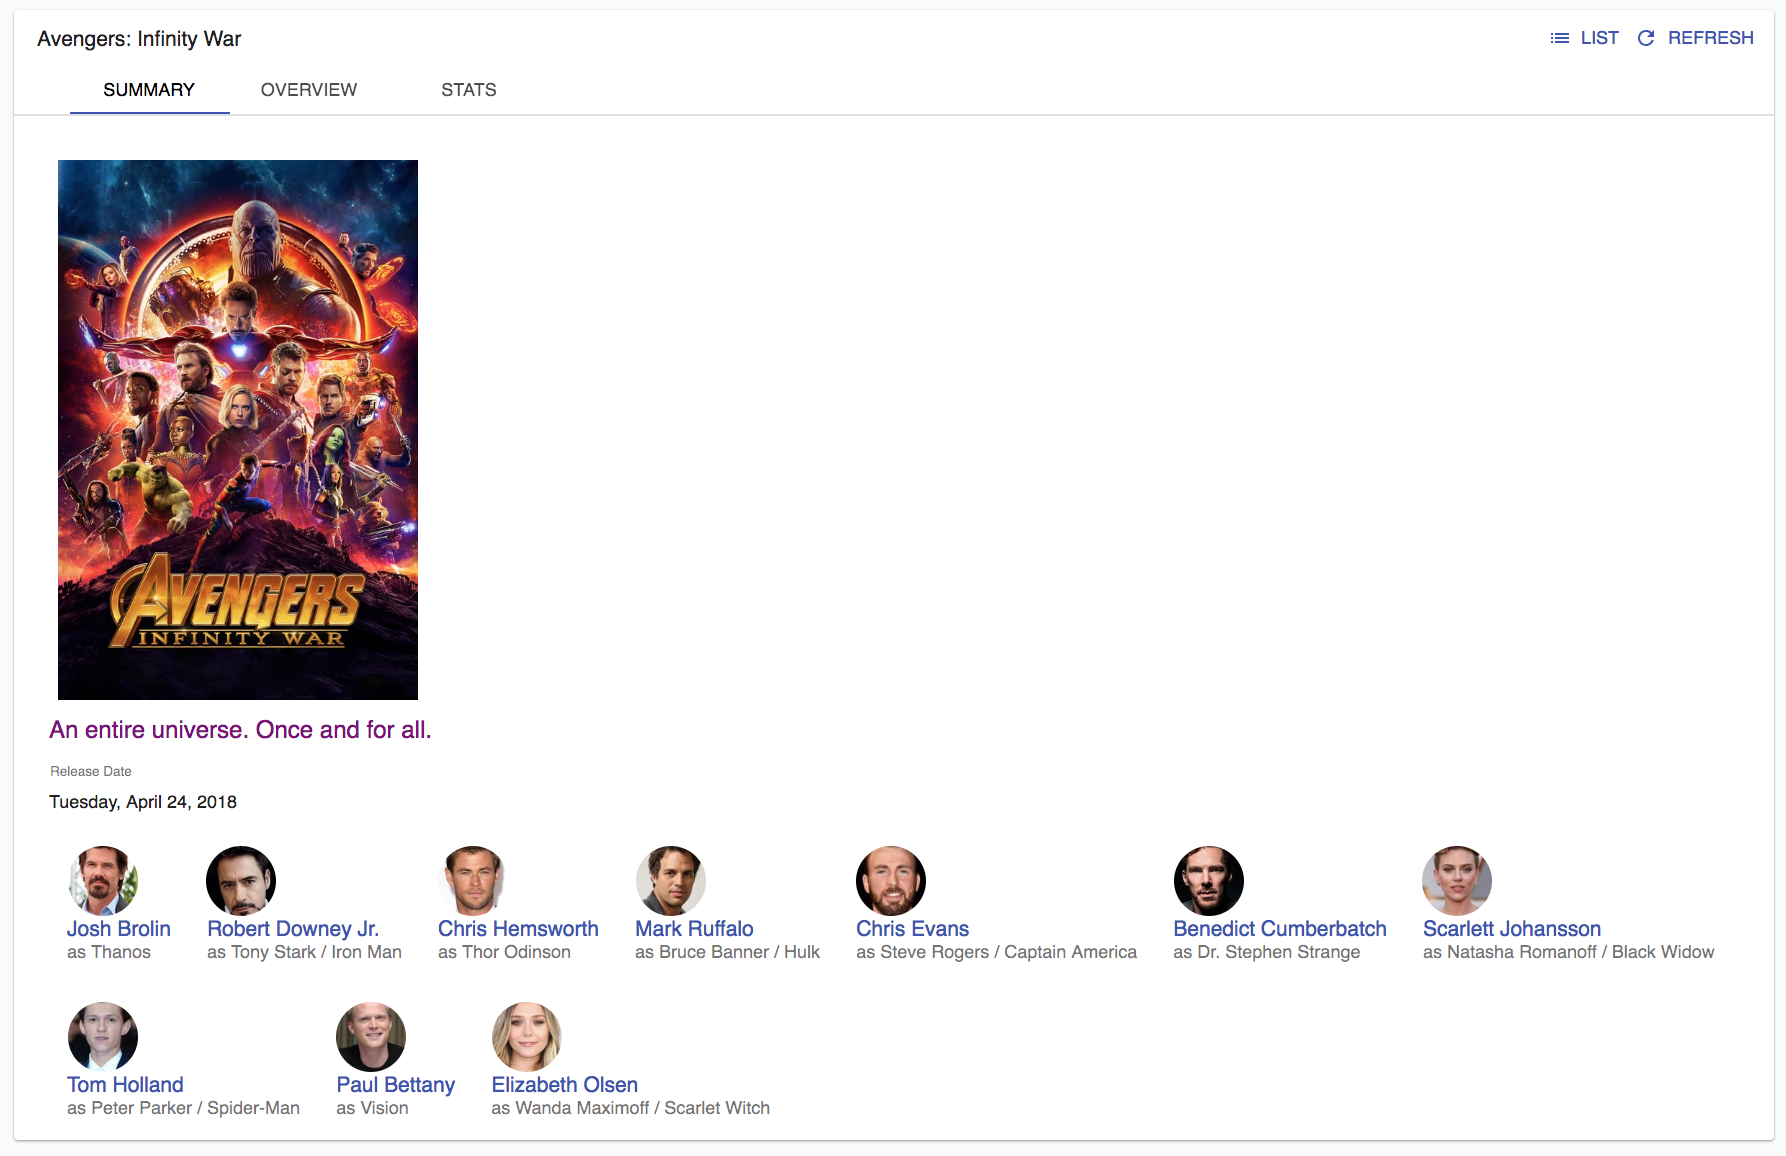 Avengers: Infinity War
LIST REFRESH
SUMMARY OVERVIEW STATS
AVENGERS
INFINITY WAR
An entire universe. Once and for all.
Release Date
Tuesday, April 24, 2018
Josh Brolin Robert Downey Jr. Chris Hemsworth Mark Ruffalo Chris Evans Benedict Cumberbatch Scarlett Johansson
as Thanos as Tony Stark / Iron Man as Thor Odinson as Bruce Banner / Hulk as Steve Rogers / Captain America as Dr. Stephen Strange as Natasha Romanoff / Black Widow
Tom Holland Paul Bettany Elizabeth Olsen
as Peter Parker / Spider-Man as Vision as Wanda Maximoff / Scarlet Witch